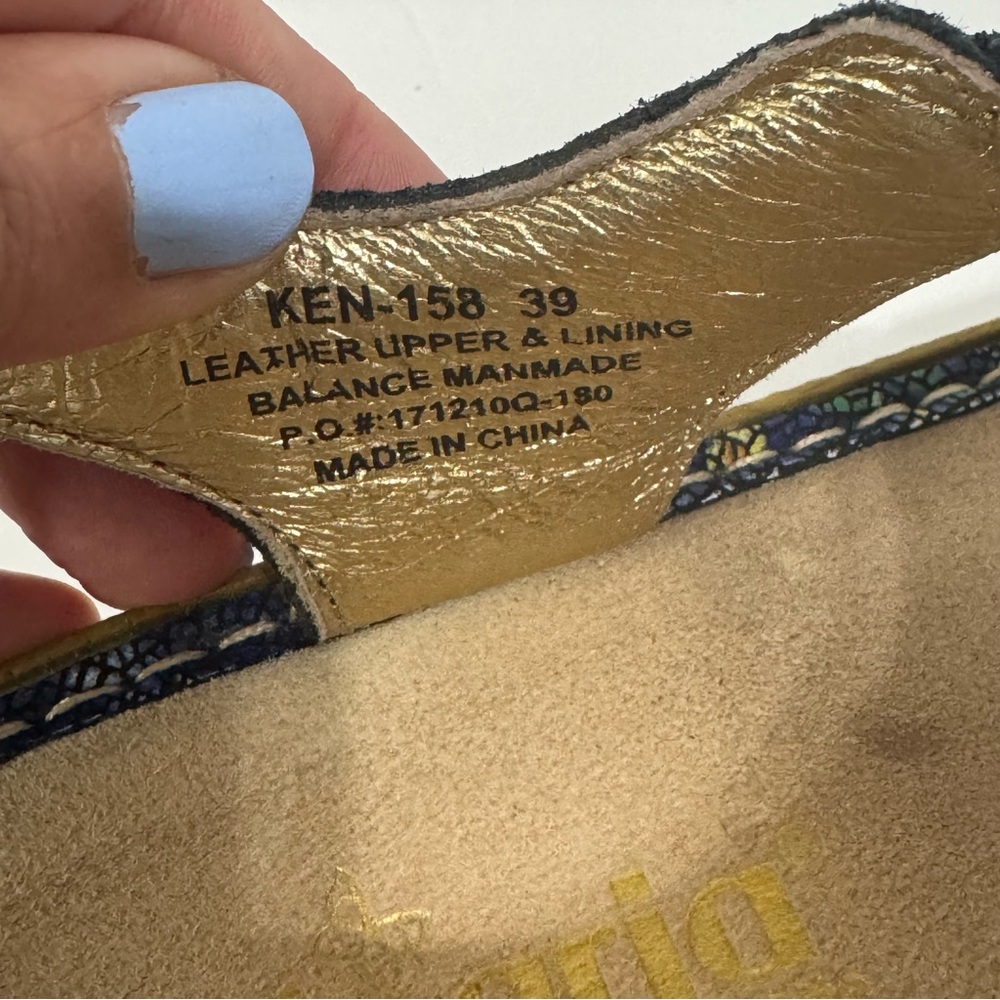 KEN-158 39
LEATHER UPPER & LINING
BALANCE MANMADE
P.O #:171210Q-180
MADE IN CHINA